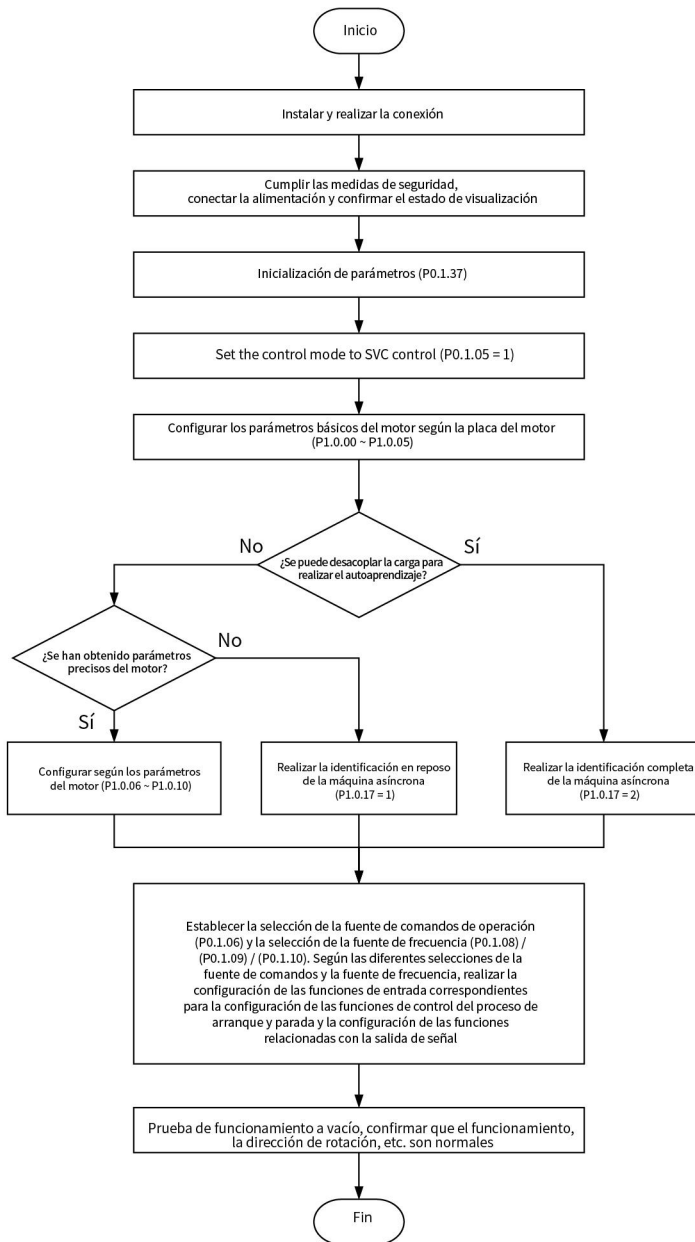 Inicio
Instalar y realizar la conexión
Cumplir las medidas de seguridad,
conectar la alimentación y confirmar el estado de visualización
Inicialización de parámetros (P0.1.37)
Set the control mode to SVC control (P0.1.05 = 1)
Configurar los parámetros básicos del motor según la placa del motor
(P1.0.00 ~ P1.0.05)
No
Sí
¿Se puede desacoplar la carga para
realizar el autoaprendizaje?
No
¿Se han obtenido parámetros
precisos del motor?
Sí
Configurar según los parámetros
del motor (P1.0.06 ~ P1.0.10)
Realizar la identificación en reposo
de la máquina asíncrona
(P1.0.17 = 1)
Realizar la identificación completa
de la máquina asíncrona
(P1.0.17 = 2)
Establecer la selección de la fuente de comandos de operación
(P0.1.06) y la selección de la fuente de frecuencia (P0.1.08) /
(P0.1.09) / (P0.1.10). Según las diferentes selecciones de la
fuente de comandos y la fuente de frecuencia, realizar la
configuración de las funciones de entrada correspondientes
para la configuración de las funciones de control del proceso de
arranque y parada y la configuración de las funciones
relacionadas con la salida de señal
Prueba de funcionamiento a vacío, confirmar que el funcionamiento,
la dirección de rotación, etc. son normales
Fin